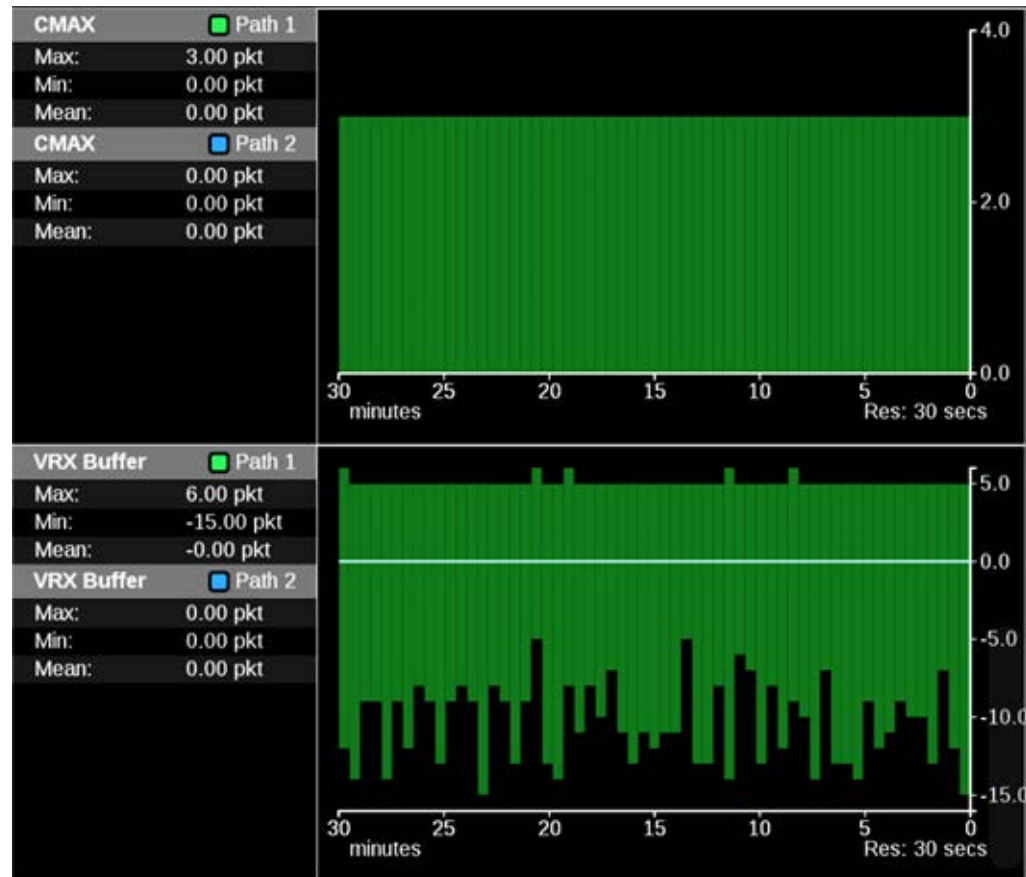 CMAX Path 1
Max: 3.00 pkt
Min: 0.00 pkt
Mean: 0.00 pkt
CMAX Path 2
Max: 0.00 pkt
Min: 0.00 pkt
Mean: 0.00 pkt
4.0
2.0
0.0
30 25 20 15 10 5 0
minutes Res: 30 secs
VRX Buffer Path 1
Max: 6.00 pkt
Min: -15.00 pkt
Mean: -0.00 pkt
VRX Buffer Path 2
Max: 0.00 pkt
Min: 0.00 pkt
Mean: 0.00 pkt
5.0
0.0
-5.0
-10.0
-15.0
30 25 20 15 10 5 0
minutes Res: 30 secs